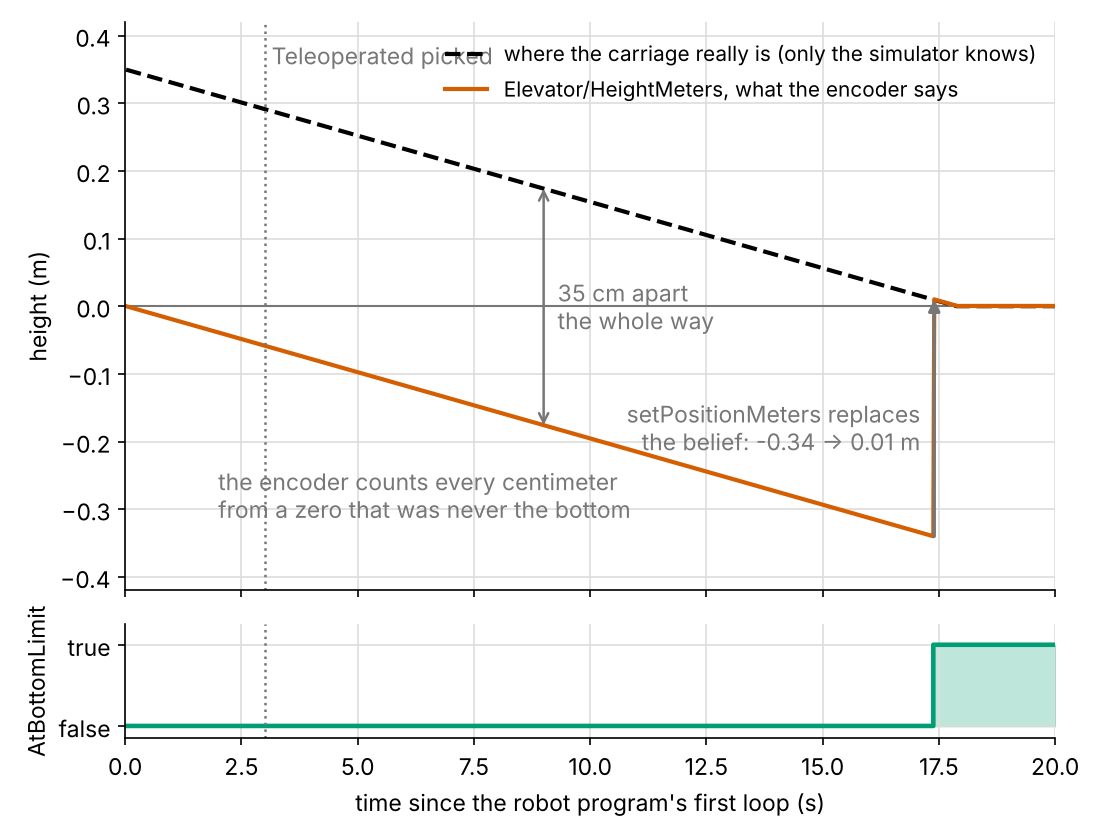 0.4
0.3
0.2
0.1
0.0
−0.1
−0.2
−0.3
−0.4
height (m)
Teleoperated picked
where the carriage really is (only the simulator knows)
Elevator/HeightMeters, what the encoder says
35 cm apart
the whole way
setPositionMeters replaces
the belief: -0.34 → 0.01 m
the encoder counts every centimeter
from a zero that was never the bottom
AtBottomLimit
true
false
0.0 2.5 5.0 7.5 10.0 12.5 15.0 17.5 20.0
time since the robot program's first loop (s)